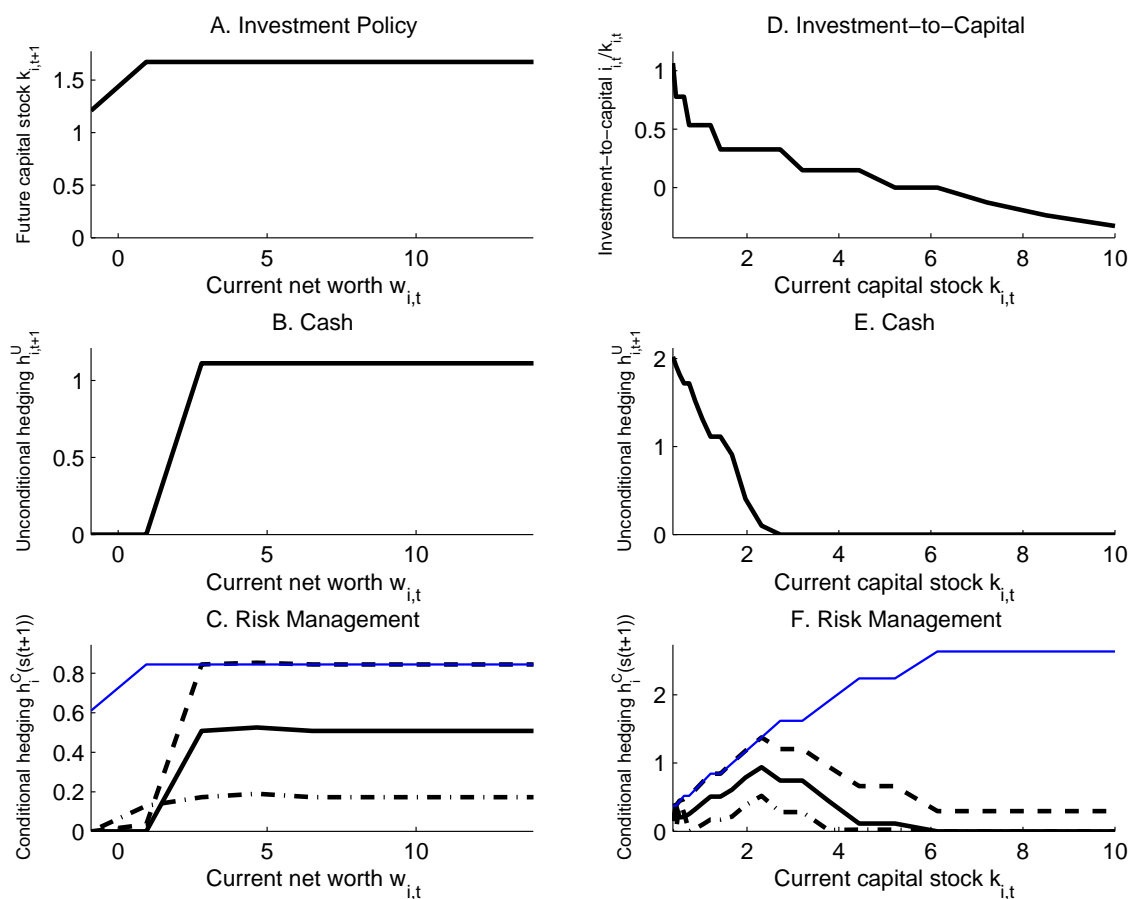 A. Investment Policy
Future capital stock k_{i,t+1}
1.5
1
0.5
0
0 5 10
Current net worth w_{i,t}
B. Cash
Unconditional hedging h^U_{i,t+1}
1
0.5
0
0 5 10
Current net worth w_{i,t}
C. Risk Management
Conditional hedging h^C_i(s(t+1))
0.8
0.6
0.4
0.2
0
0 5 10
Current net worth w_{i,t}
D. Investment−to−Capital
Investment−to−capital i_{i,t}/k_{i,t}
1
0.5
0
2 4 6 8 10
Current capital stock k_{i,t}
E. Cash
Unconditional hedging h^U_{i,t+1}
2
1
0
2 4 6 8 10
Current capital stock k_{i,t}
F. Risk Management
Conditional hedging h^C_i(s(t+1))
2
1
0
2 4 6 8 10
Current capital stock k_{i,t}